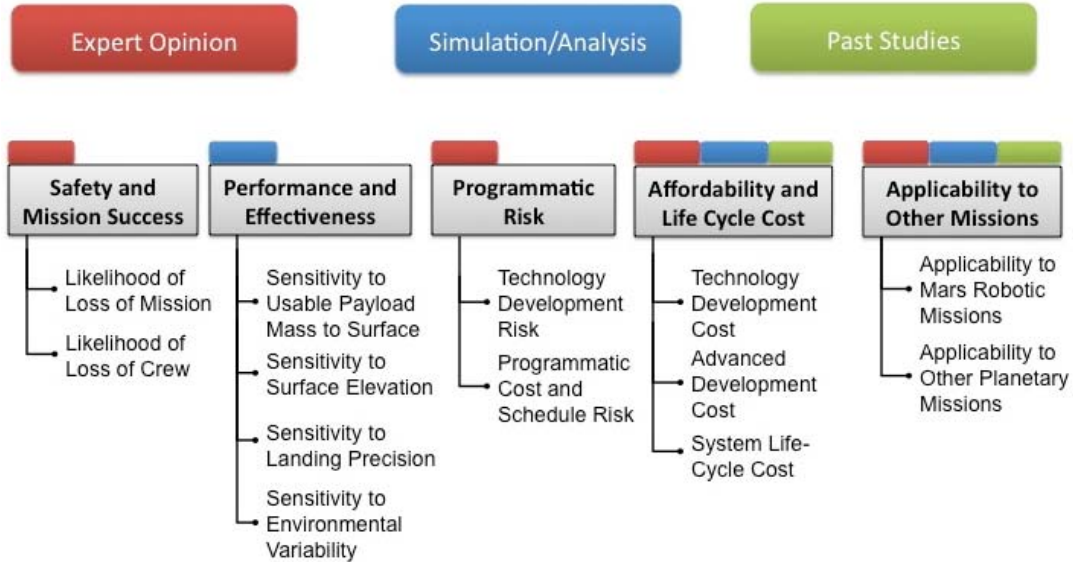 Expert Opinion
Simulation/Analysis
Past Studies
Safety and
Mission Success
Likelihood of
Loss of Mission
Likelihood of
Loss of Crew
Performance and
Effectiveness
Sensitivity to
Usable Payload
Mass to Surface
Sensitivity to
Surface Elevation
Sensitivity to
Landing Precision
Sensitivity to
Environmental
Variability
Programmatic
Risk
Technology
Development
Risk
Programmatic
Cost and
Schedule Risk
Affordability and
Life Cycle Cost
Technology
Development
Cost
Advanced
Development
Cost
System Life-
Cycle Cost
Applicability to
Other Missions
Applicability to
Mars Robotic
Missions
Applicability to
Other Planetary
Missions